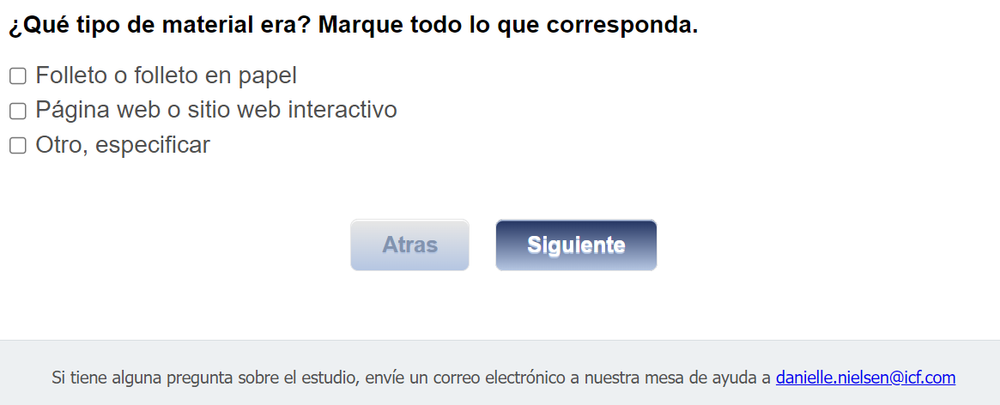 ¿Qué tipo de material era? Marque todo lo que corresponda.
Folleto o folleto en papel
Página web o sitio web interactivo
Otro, especificar
Atras
Siguiente
Si tiene alguna pregunta sobre el estudio, envíe un correo electrónico a nuestra mesa de ayuda a danielle.nielsen@icf.com